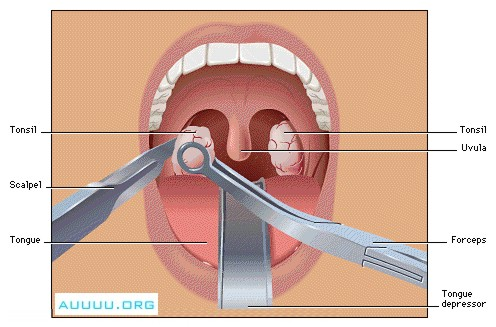 Tonsil
Tonsil
Uvula
Scalpel
Tongue
Forceps
Tongue
depressor
AUUUU.ORG